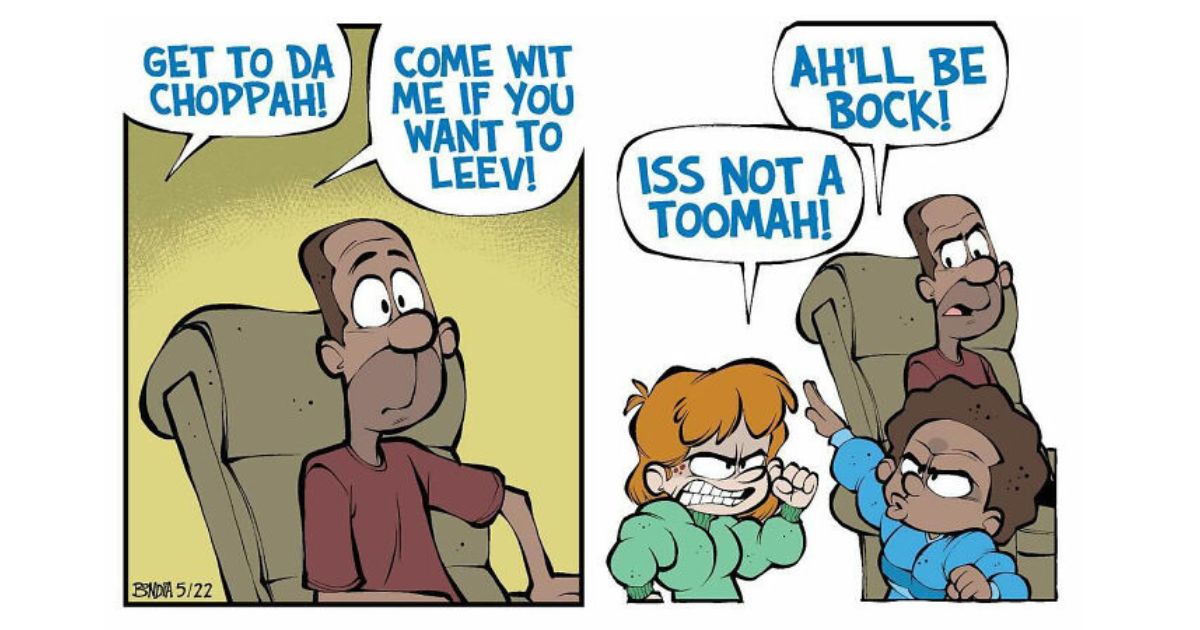 GET TO DA
CHOPPAH!
COME WIT
ME IF YOU
WANT TO
LEEV!
ISS NOT A
TOOMAH!
AH'LL BE
BOCK!
5/22